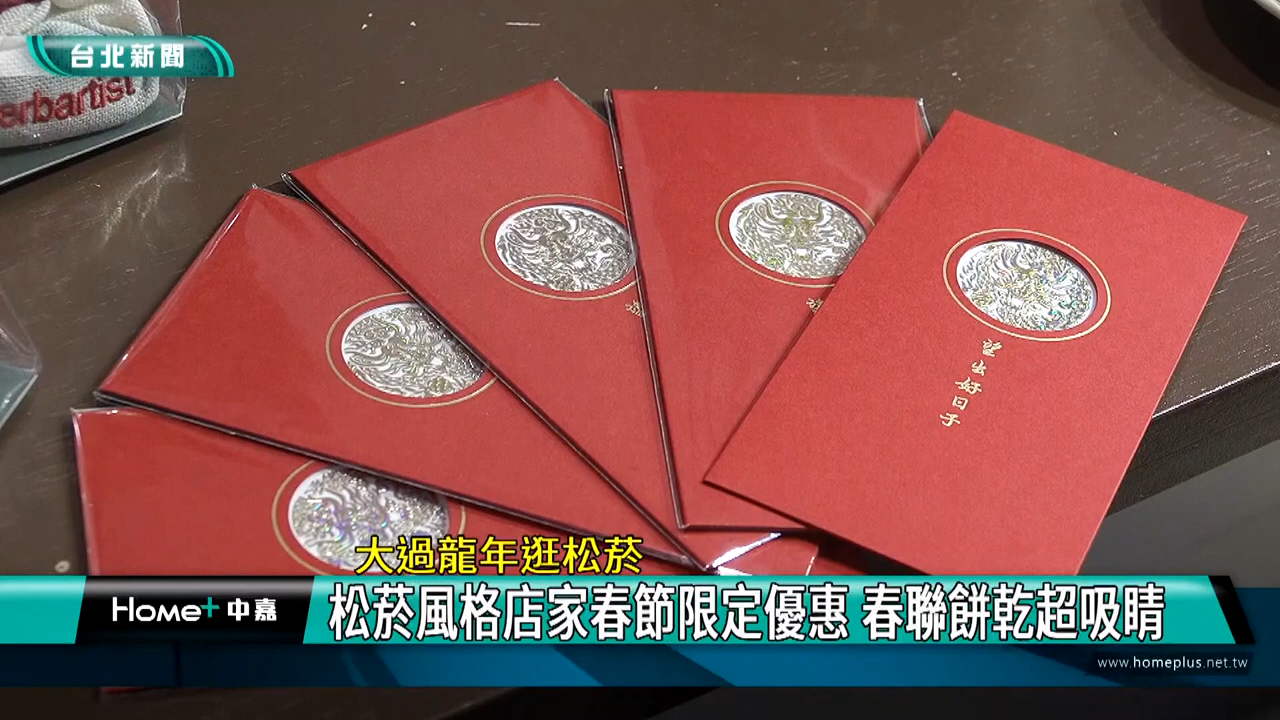 台北新聞
erbartist
望出好日子
大過龍年逛松菸
Home+中嘉
松菸風格店家春節限定優惠 春聯餅乾超吸睛
www.homeplus.net.tw